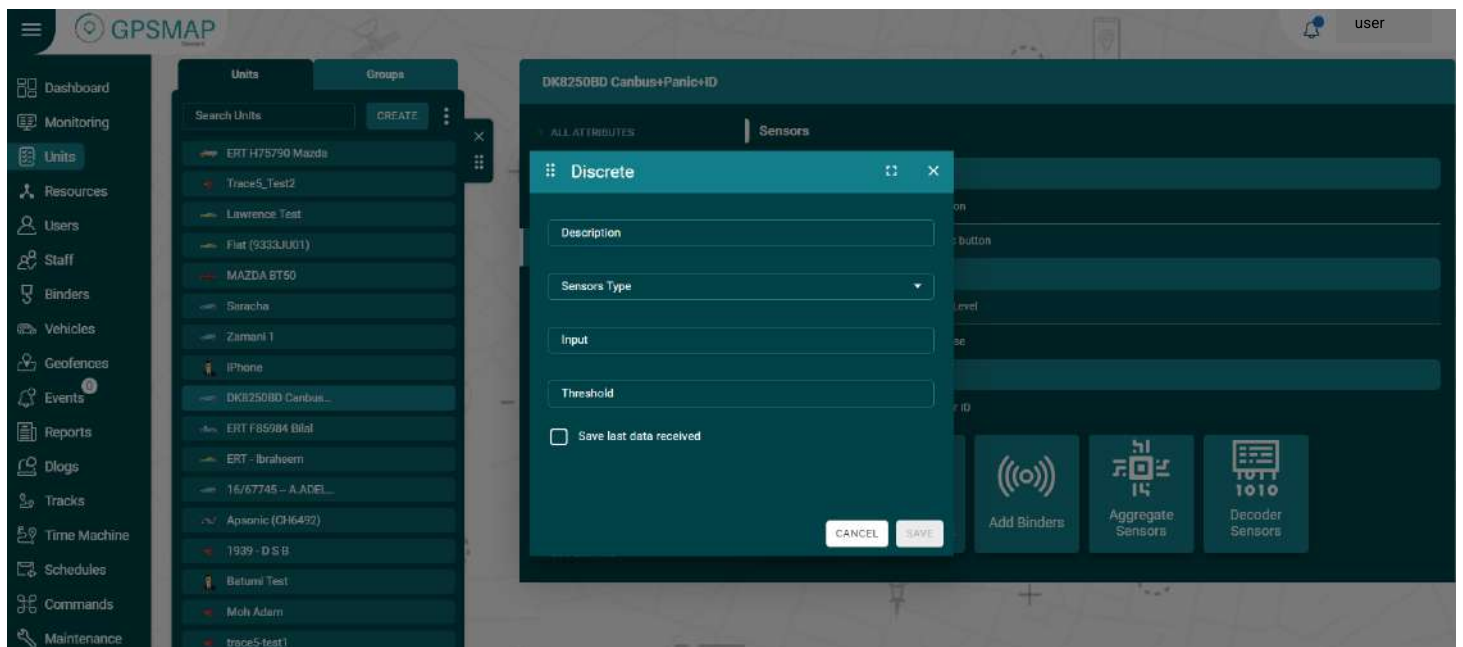 GPSMAP
user
Dashboard
Monitoring
Units
Resources
Users
Staff
Binders
Vehicles
Geofences
Events
0
Reports
Dlogs
Tracks
Time Machine
Schedules
Commands
Maintenance
Units
Groups
Search Units
CREATE
ERT H75790 Mazda
Trace5_Test2
Lawrence Test
Fiat (9333JU01)
MAZDA BT50
Seracha
Zamani 1
iPhone
DK8250BD Canbus...
ERT F85984 Bilal
ERT - Ibraheem
16/67745 – A.ADEL...
Apsonic (CH6492)
1939 - D S B
Batumi Test
Moh Adam
trace5-test1
DK8250BD Canbus+Panic+ID
ALL ATTRIBUTES
Sensors
Discrete
Description
Sensors Type
Input
Threshold
Save last data received
CANCEL
SAVE
on
button
Level
se
r ID
Add Binders
Aggregate
Sensors
1010
Decoder
Sensors